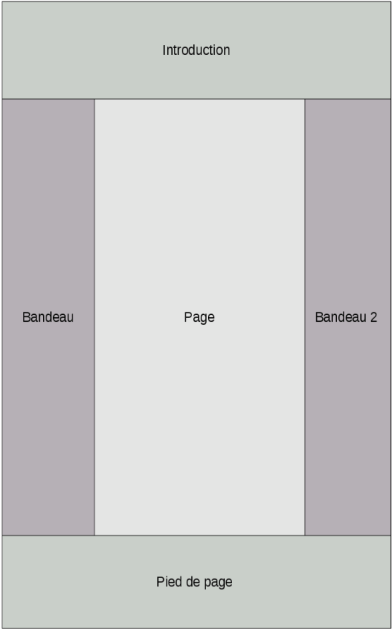 Introduction
Bandeau
Page
Bandeau 2
Pied de page